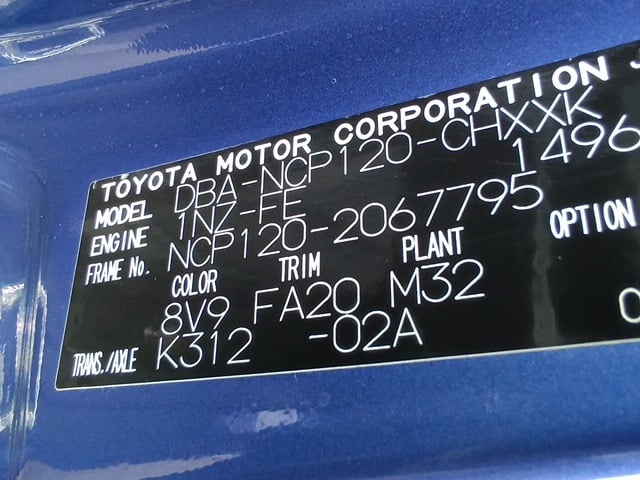 TOYOTA MOTOR CORPORATION
MODEL DBA-NCP120-CHXXK
ENGINE 1NZ-FE 1496
FRAME No. NCP120-2067795
COLOR TRIM PLANT OPTION
8V9 FA20 M32
TRANS./AXLE K312 -02A